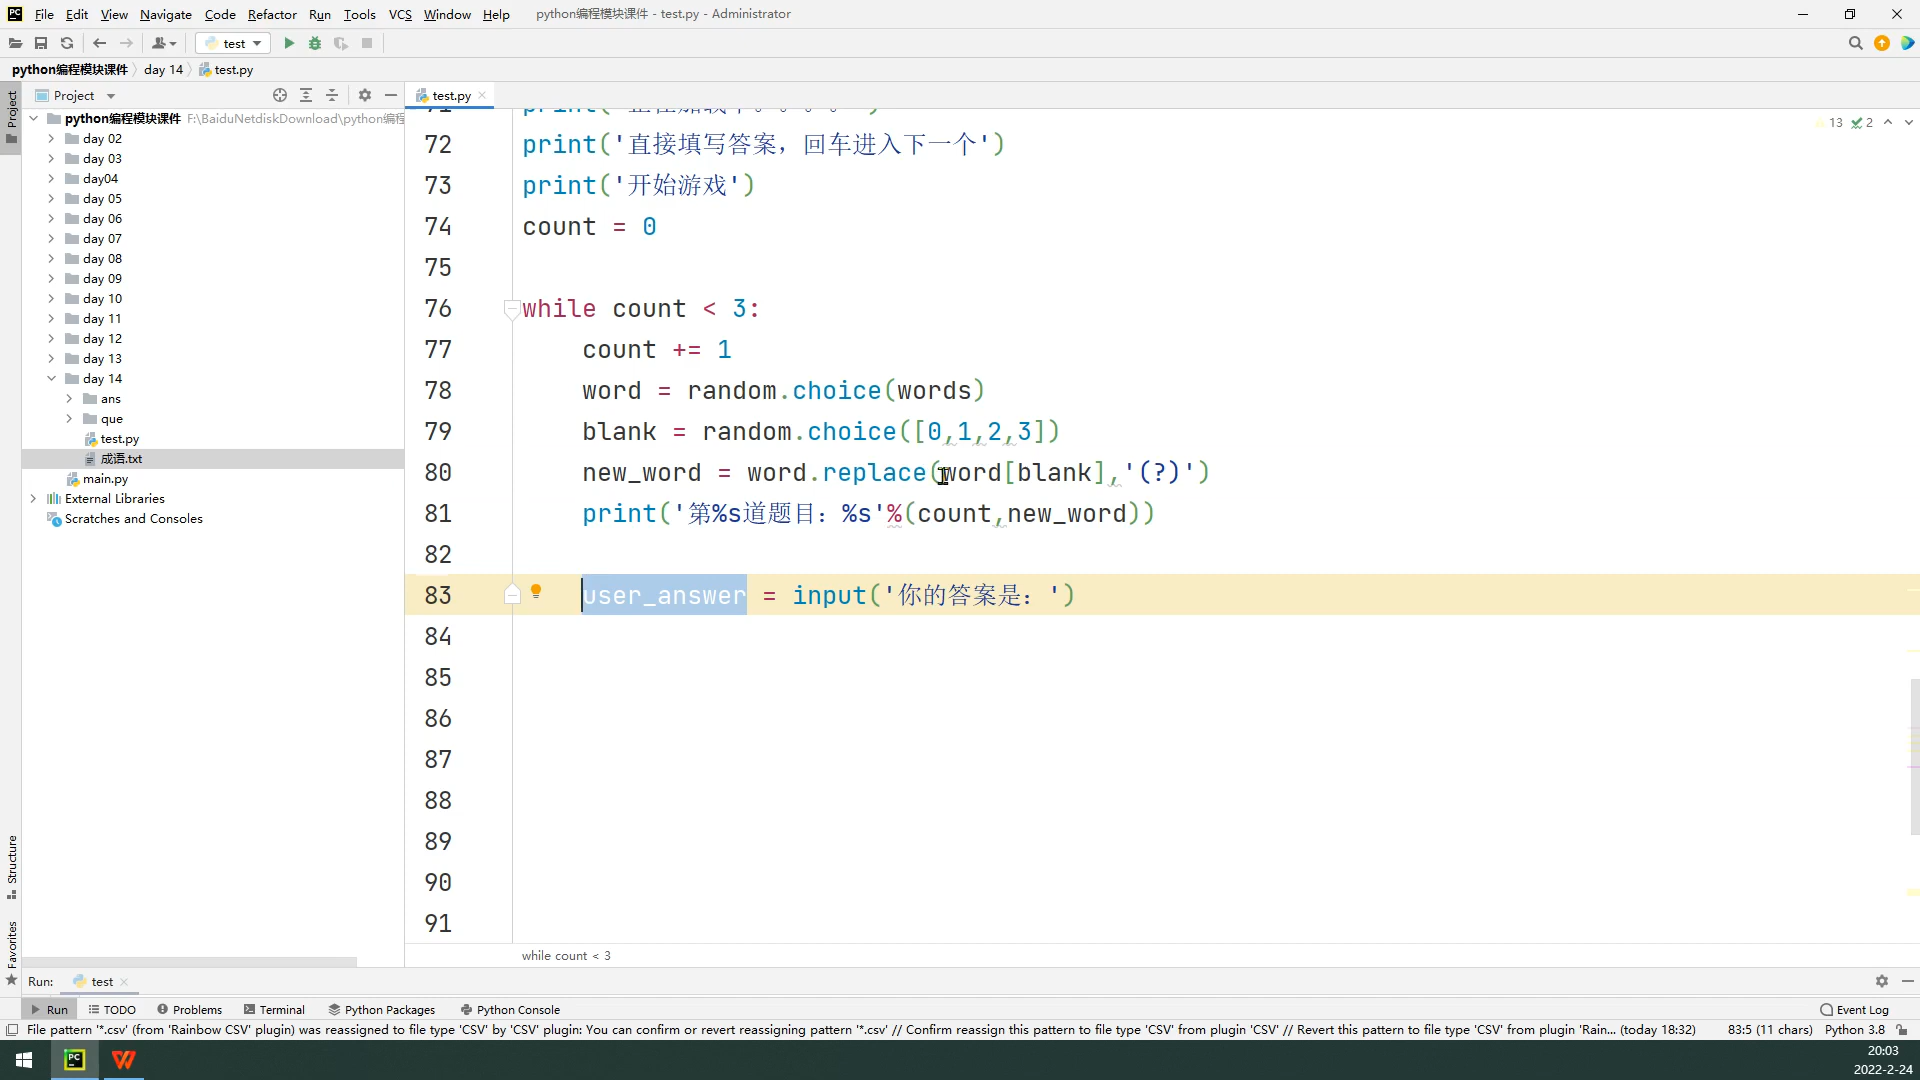 File Edit View Navigate Code Refactor Run Tools VCS Window Help python编程模块课件 - test.py - Administrator
test
python编程模块课件 day 14 test.py
Project
Project
test.py
python编程模块课件 F:\BaiduNetdiskDownload\python编程
day 02
day 03
day04
day 05
day 06
day 07
day 08
day 09
day 10
day 11
day 12
day 13
day 14
ans
que
test.py
成语.txt
main.py
External Libraries
Scratches and Consoles
13 2
72 print('直接填写答案，回车进入下一个')
73 print('开始游戏')
74 count = 0
75
76 while count < 3:
77 count += 1
78 word = random.choice(words)
79 blank = random.choice([0,1,2,3])
80 new_word = word.replace(word[blank],'(?)')
81 print('第%s道题目：%s'%(count,new_word))
82
83 user_answer = input('你的答案是：')
84
85
86
87
88
89
90
91
while count < 3
Structure
Favorites
Run: test
Run TODO Problems Terminal Python Packages Python Console Event Log
File pattern '*.csv' (from 'Rainbow CSV' plugin) was reassigned to file type 'CSV' by 'CSV' plugin: You can confirm or revert reassigning pattern '*.csv' // Confirm reassign this pattern to file type 'CSV' from plugin 'CSV' // Revert this pattern to file type 'CSV' from plugin 'Rain... (today 18:32) 83:5 (11 chars) Python 3.8
20:03
2022-2-24